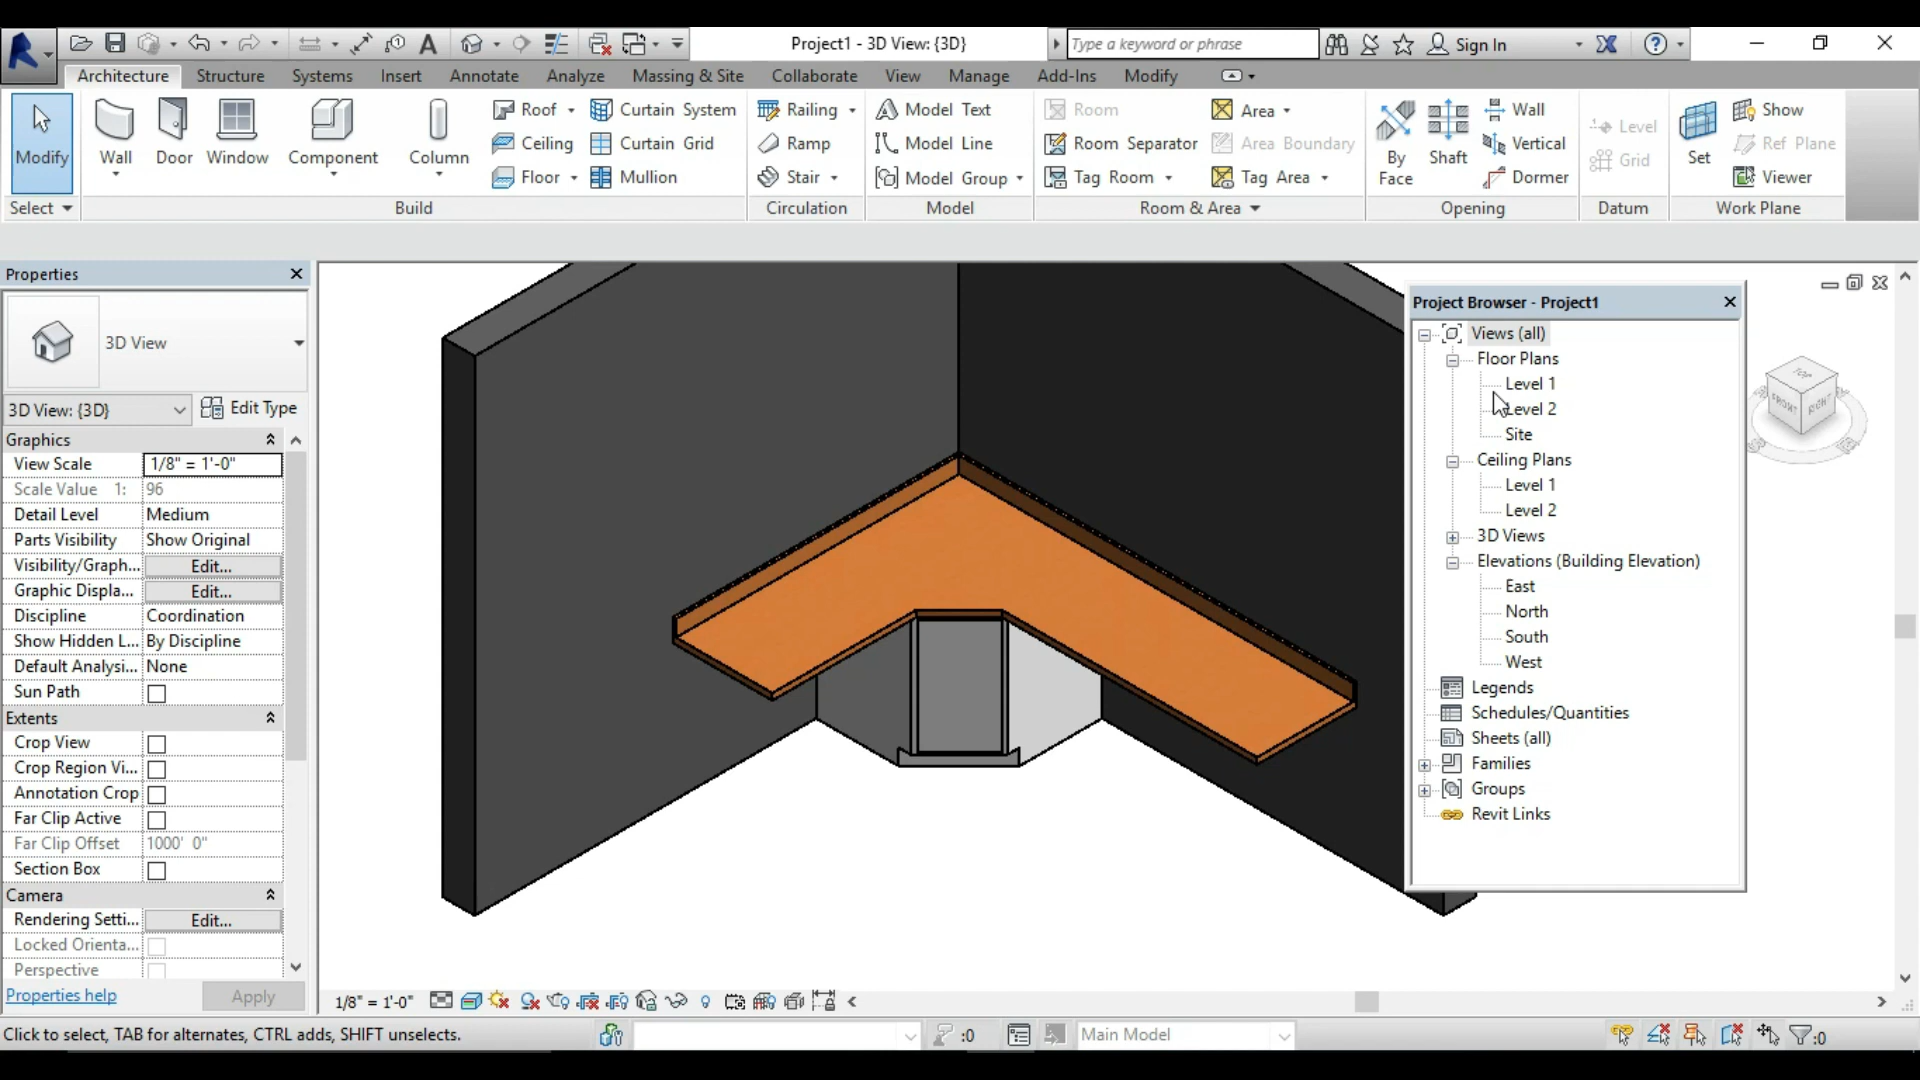 Project1 - 3D View: {3D}
Type a keyword or phrase
Sign In
Architecture Structure Systems Insert Annotate Analyze Massing & Site Collaborate View Manage Add-Ins Modify
Modify
Wall
Door
Window
Component
Column
Roof
Ceiling
Floor
Curtain System
Curtain Grid
Mullion
Railing
Ramp
Stair
Model Text
Model Line
Model Group
Room
Room Separator
Tag Room
Area
Area Boundary
Tag Area
By
Face
Shaft
Wall
Vertical
Dormer
Level
Grid
Set
Show
Ref Plane
Viewer
Select
Build
Circulation
Model
Room & Area
Opening
Datum
Work Plane
Properties
3D View
3D View: {3D}
Edit Type
Graphics
View Scale 1/8" = 1'-0"
Scale Value 1: 96
Detail Level Medium
Parts Visibility Show Original
Visibility/Graph... Edit...
Graphic Displa... Edit...
Discipline Coordination
Show Hidden L... By Discipline
Default Analysi... None
Sun Path
Extents
Crop View
Crop Region Vi...
Annotation Crop
Far Clip Active
Far Clip Offset 1000' 0"
Section Box
Camera
Rendering Setti... Edit...
Locked Orienta...
Perspective
Properties help
Apply
Project Browser - Project1
Views (all)
Floor Plans
Level 1
Level 2
Site
Ceiling Plans
Level 1
Level 2
3D Views
Elevations (Building Elevation)
East
North
South
West
Legends
Schedules/Quantities
Sheets (all)
Families
Groups
Revit Links
TOP
FRONT
RIGHT
1/8" = 1'-0"
Click to select, TAB for alternates, CTRL adds, SHIFT unselects.
:0
Main Model
:0